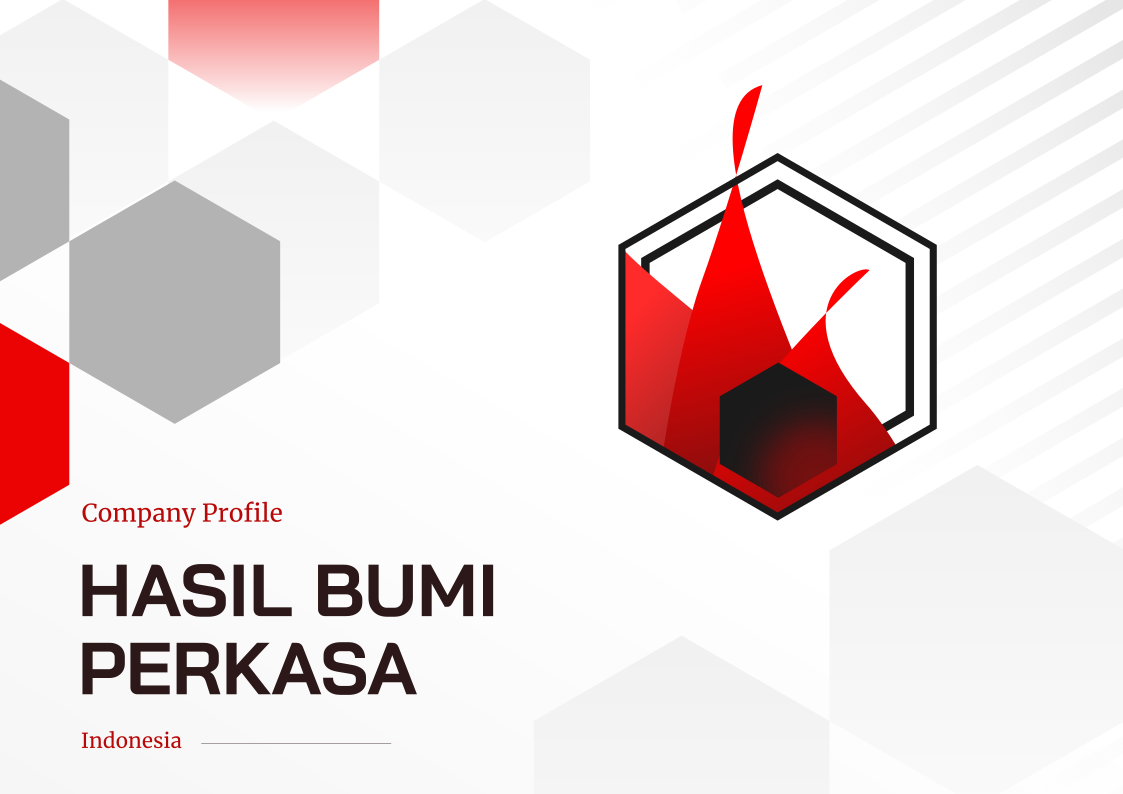 Company Profile
HASIL BUMI
PERKASA
Indonesia